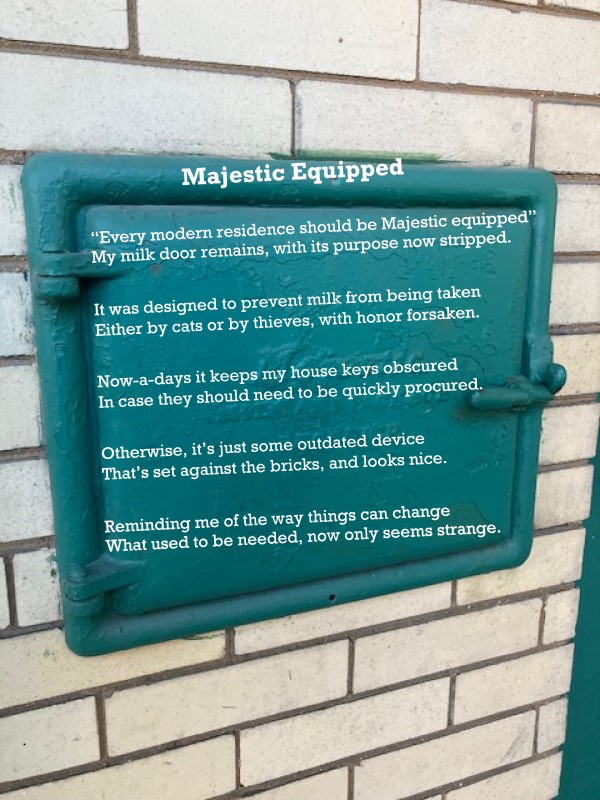 Majestic Equipped
“Every modern residence should be Majestic equipped”
My milk door remains, with its purpose now stripped.
It was designed to prevent milk from being taken
Either by cats or by thieves, with honor forsaken.
Now-a-days it keeps my house keys obscured
In case they should need to be quickly procured.
Otherwise, it’s just some outdated device
That’s set against the bricks, and looks nice.
Reminding me of the way things can change
What used to be needed, now only seems strange.